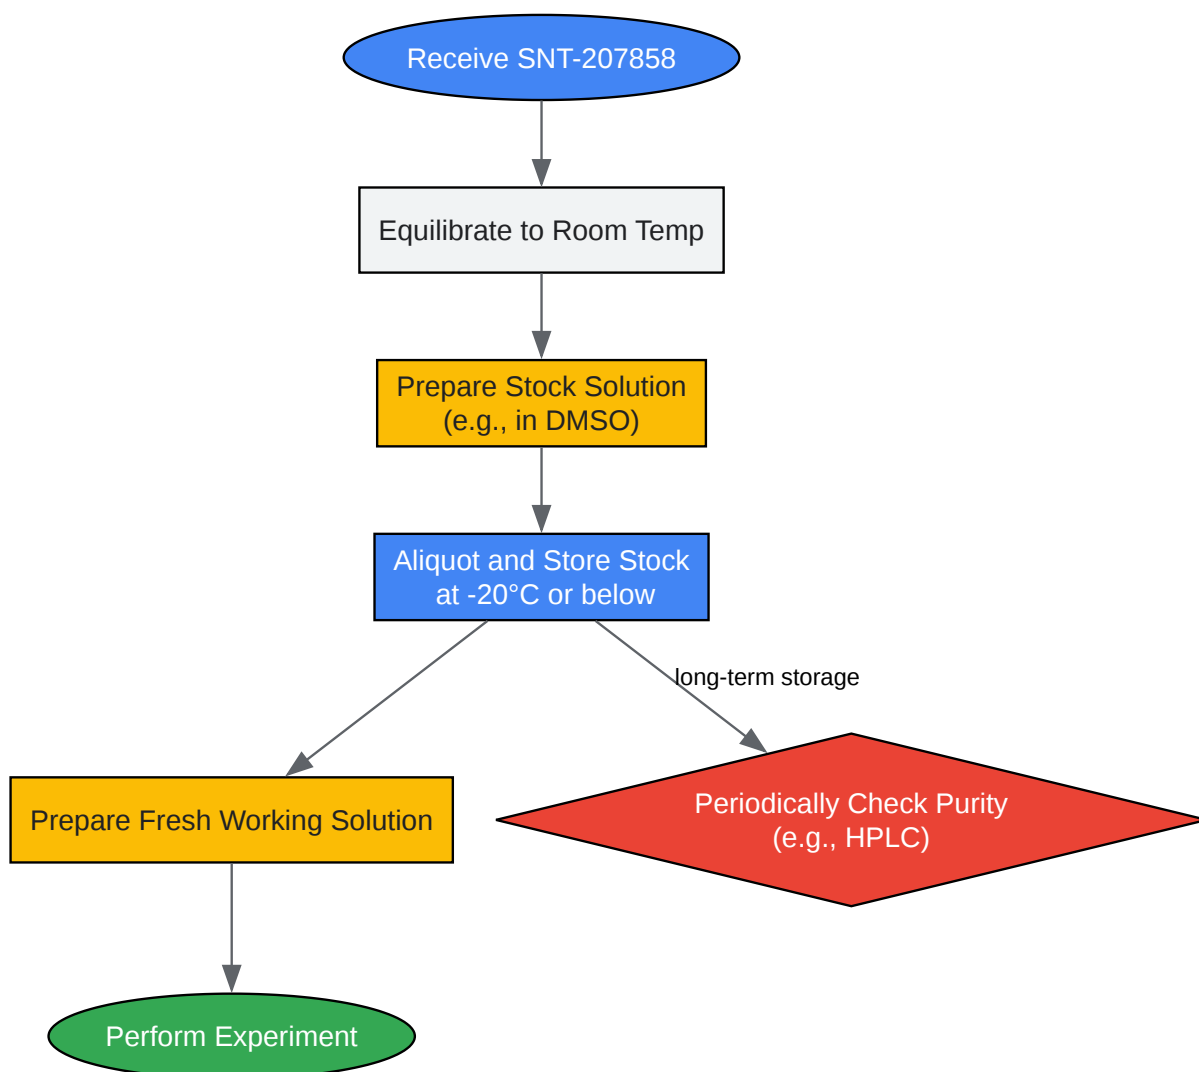 Receive SNT-207858
Equilibrate to Room Temp
Prepare Stock Solution
(e.g., in DMSO)
Aliquot and Store Stock
at -20°C or below
long-term storage
Prepare Fresh Working Solution
Periodically Check Purity
(e.g., HPLC)
Perform Experiment